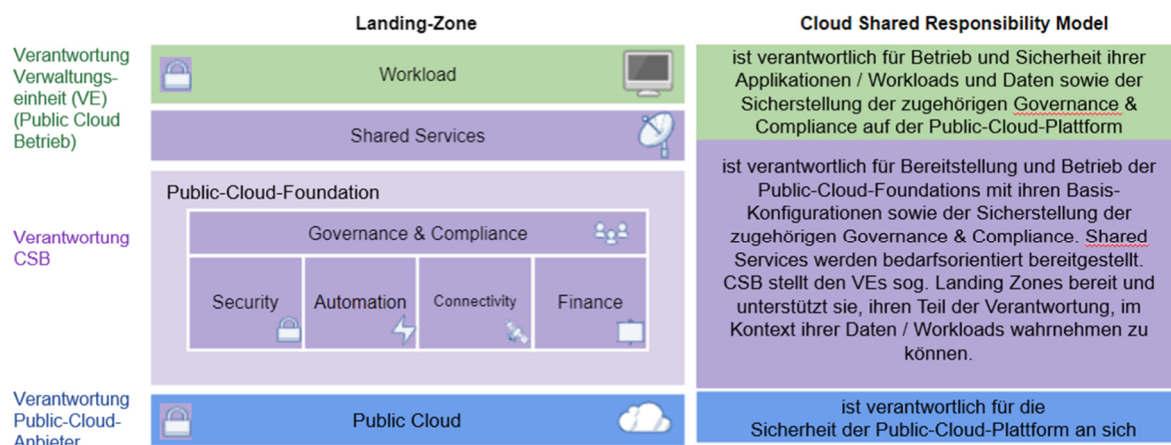 Landing-Zone
Cloud Shared Responsibility Model
Verantwortung
Verwaltungs-
einheit (VE)
(Public Cloud
Betrieb)
Workload
ist verantwortlich für Betrieb und Sicherheit ihrer
Applikationen / Workloads und Daten sowie der
Sicherstellung der zugehörigen Governance &
Compliance auf der Public-Cloud-Plattform
Shared Services
Public-Cloud-Foundation
Verantwortung
CSB
Governance & Compliance
Security
Automation
Connectivity
Finance
ist verantwortlich für Bereitstellung und Betrieb der
Public-Cloud-Foundations mit ihren Basis-
Konfigurationen sowie der Sicherstellung der
zugehörigen Governance & Compliance. Shared
Services werden bedarfsorientiert bereitgestellt.
CSB stellt den VEs sog. Landing Zones bereit und
unterstützt sie, ihren Teil der Verantwortung, im
Kontext ihrer Daten / Workloads wahrnehmen zu
können.
Verantwortung
Public-Cloud-
Anbieter
Public Cloud
ist verantwortlich für die
Sicherheit der Public-Cloud-Plattform an sich